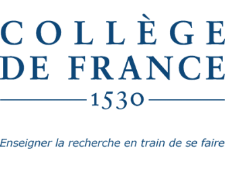 COLLÈGE
DE FRANCE
1530
Enseigner la recherche en train de se faire